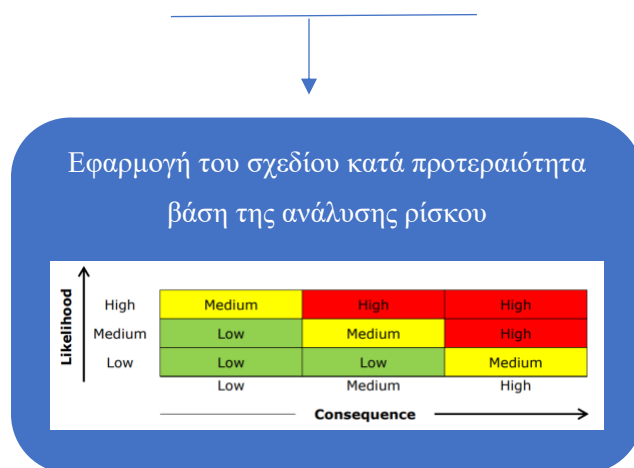 Εφαρμογή του σχεδίου κατά προτεραιότητα
βάση της ανάλυσης ρίσκου
Likelihood
High Medium High High
Medium Low Medium High
Low Low Low Medium
Low Medium High
Consequence